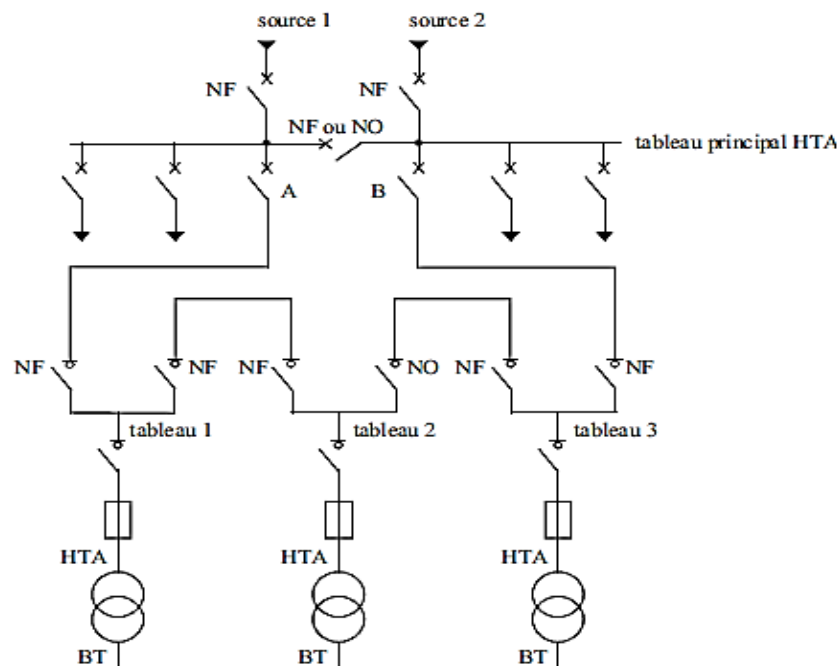 source 1 source 2
NF NF
NF ou NO
tableau principal HTA
A B
NF NF NF NO NF NF
tableau 1 tableau 2 tableau 3
HTA HTA HTA
BT BT BT